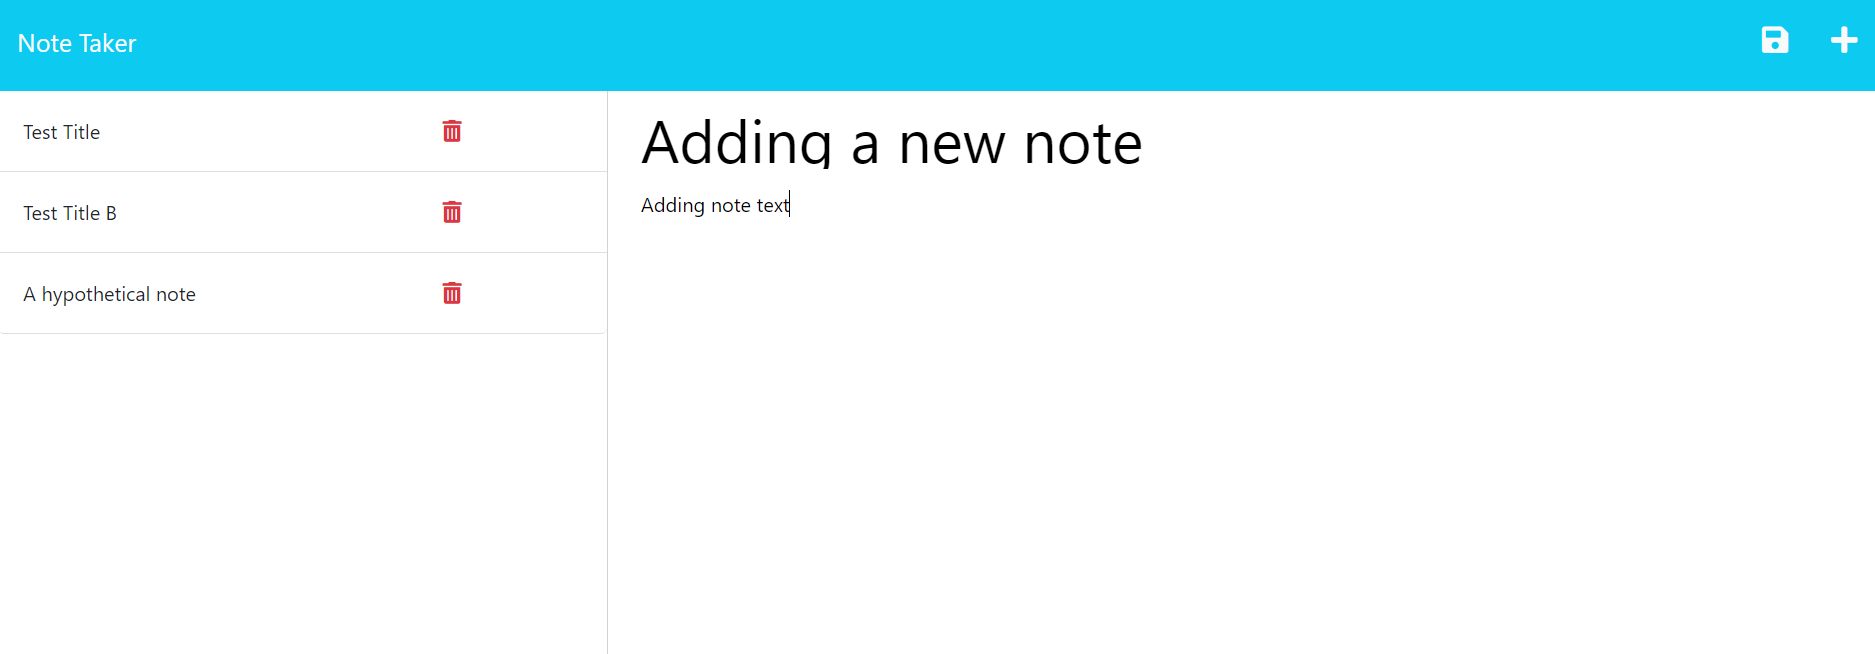 Note Taker
Test Title
Test Title B
A hypothetical note
Adding a new note
Adding note text